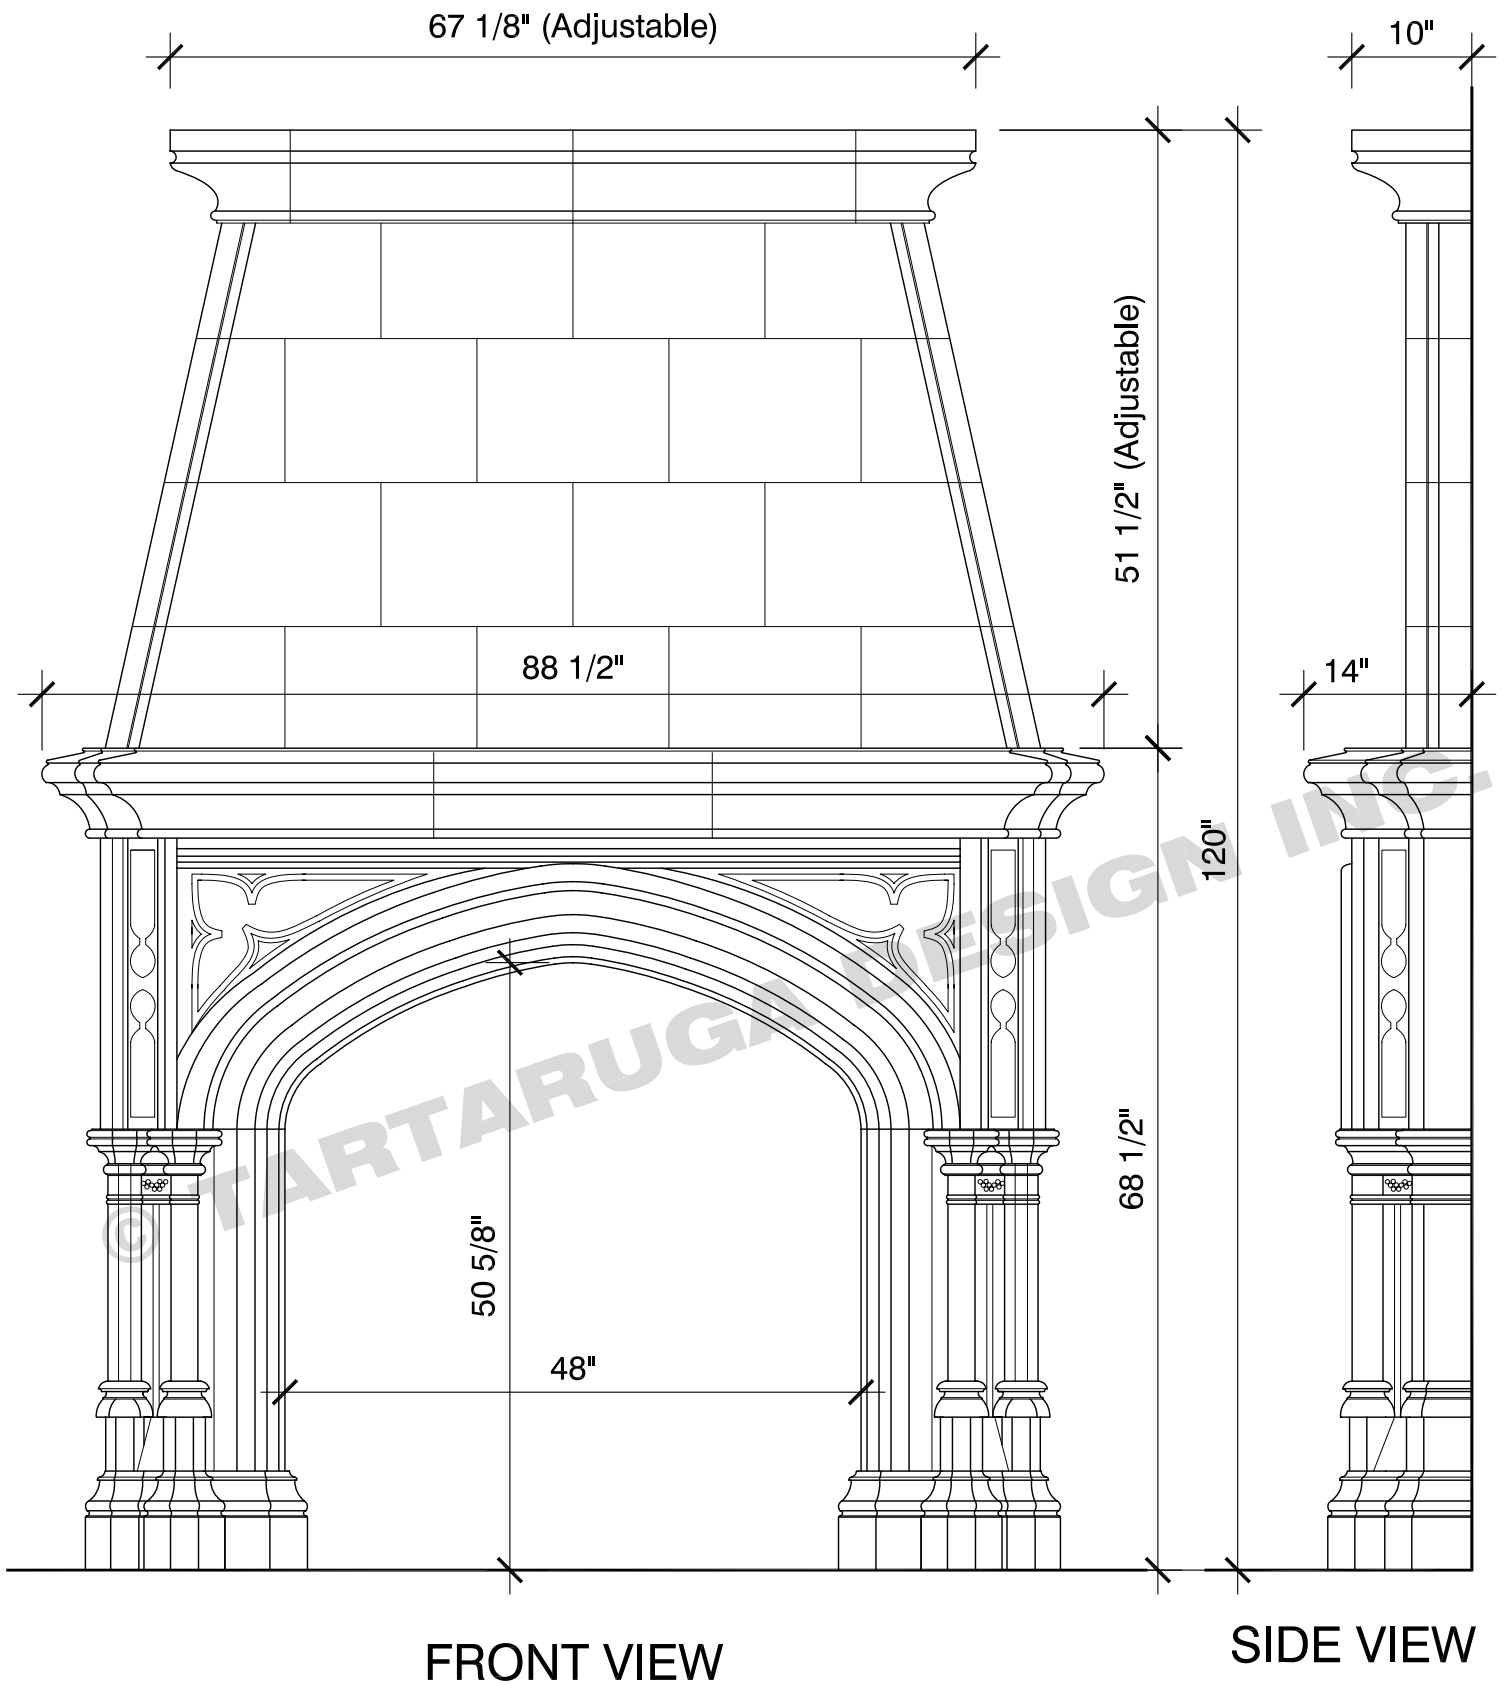 67 1/8" (Adjustable)
10"
51 1/2" (Adjustable)
88 1/2"
14"
120"
© TARTARUGA DESIGN INC.
68 1/2"
50 5/8"
48"
FRONT VIEW
SIDE VIEW